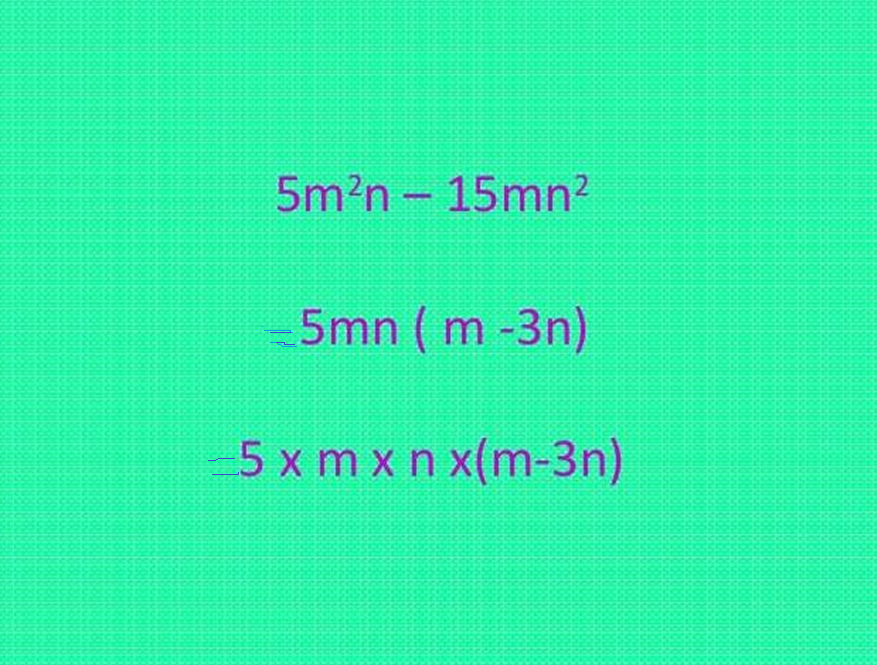 5m²n – 15mn²
=5mn ( m -3n)
=5 x m x n x(m-3n)